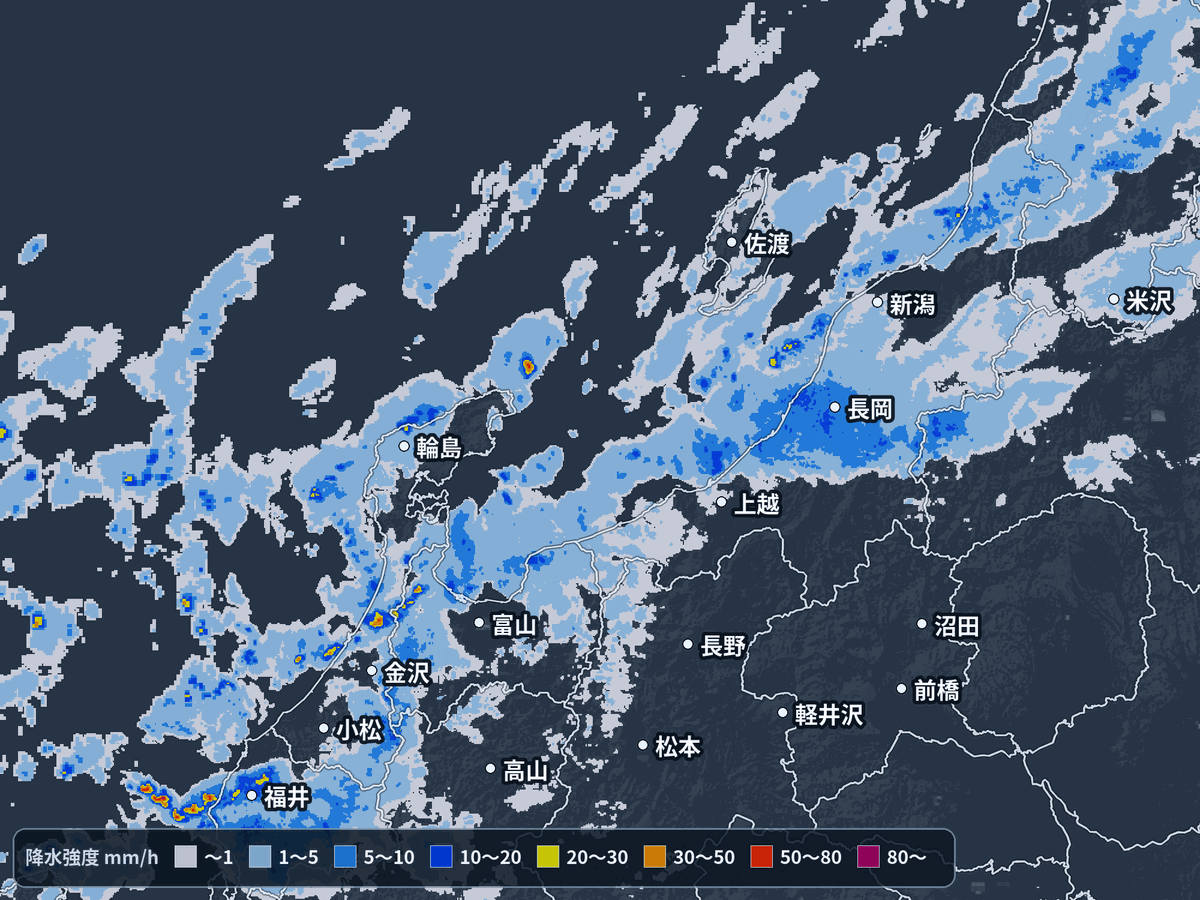 佐渡
新潟
米沢
長岡
輪島
上越
富山
沼田
長野
金沢
前橋
軽井沢
小松
松本
高山
福井
降水強度 mm/h ～1 1～5 5～10 10～20 20～30 30～50 50～80 80～